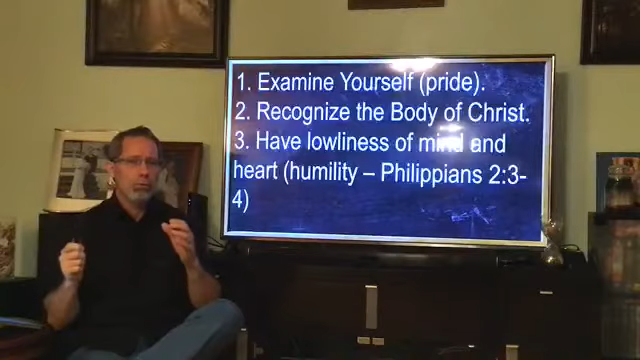 1. Examine Yourself (pride).
2. Recognize the Body of Christ.
3. Have lowliness of mind and
heart (humility – Philippians 2:3-
4)